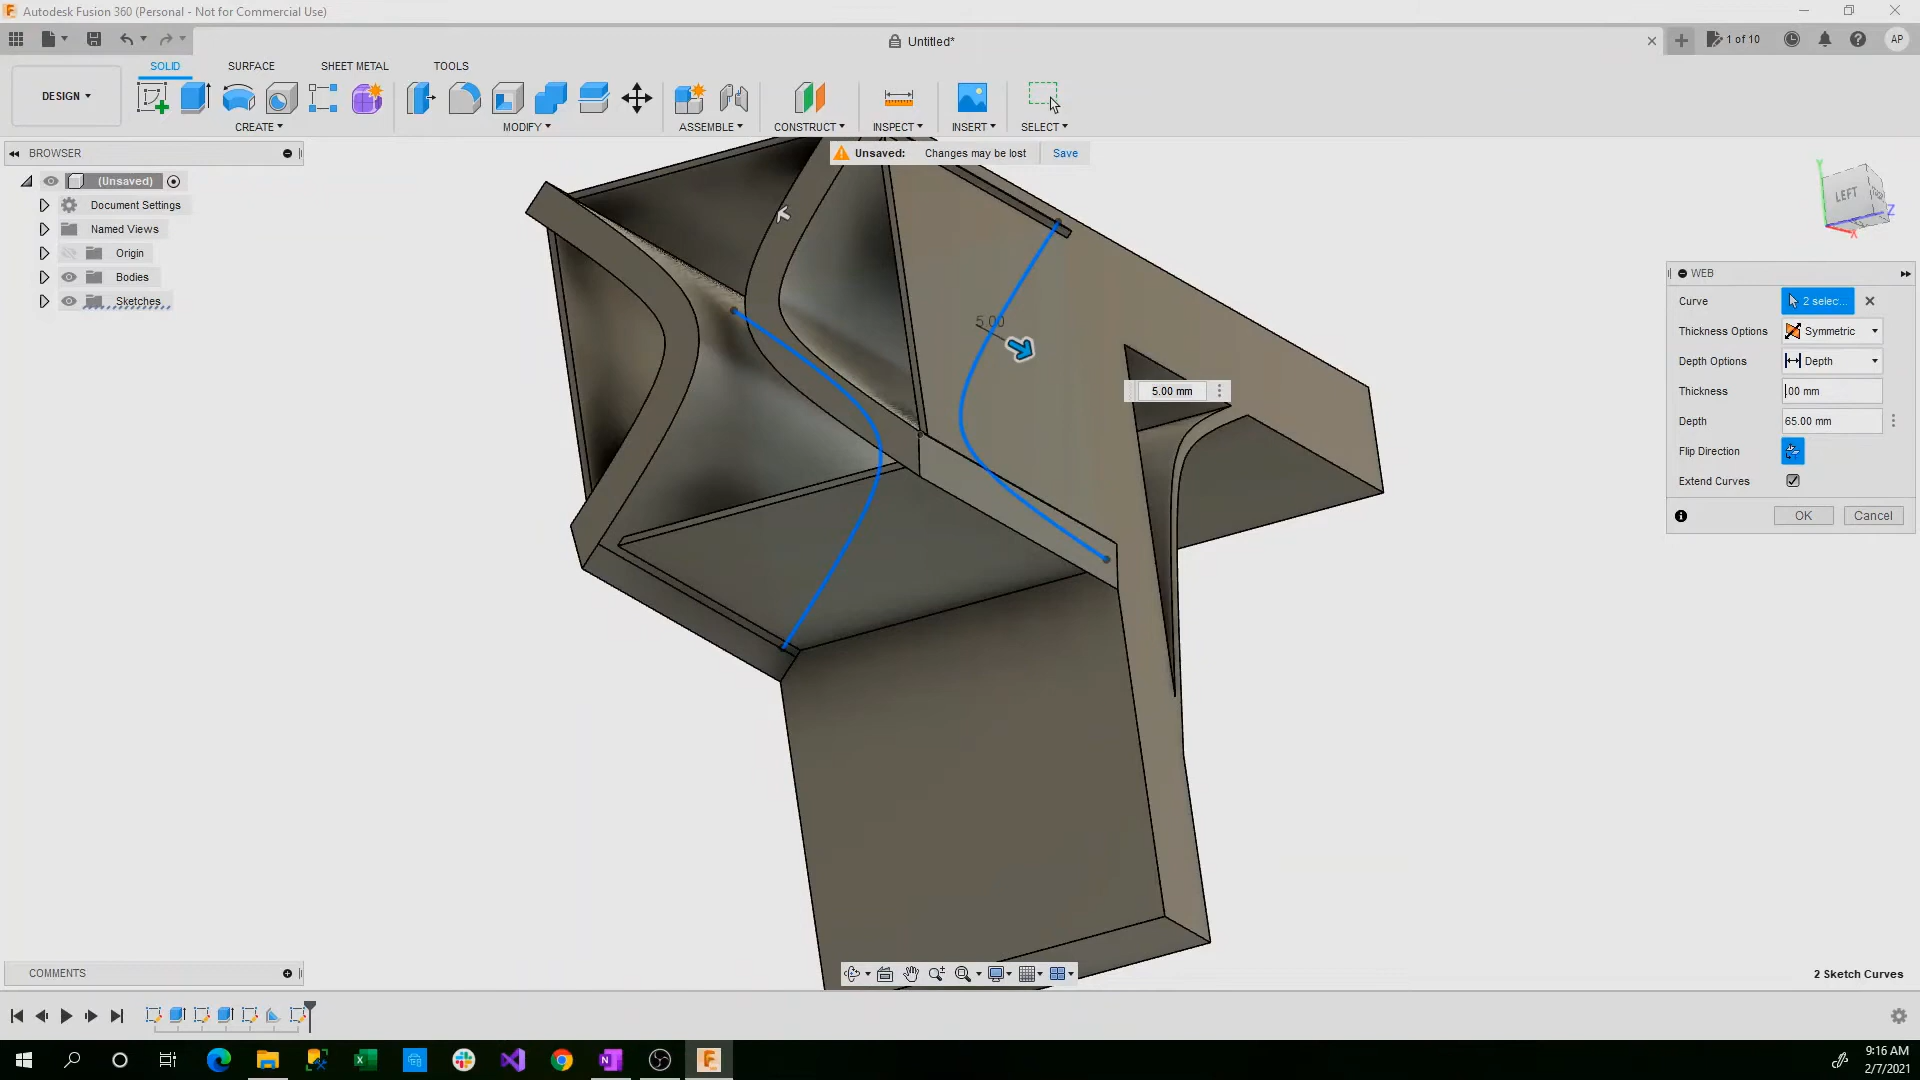 Autodesk Fusion 360 (Personal - Not for Commercial Use)
Untitled*
1 of 10
AP
DESIGN
SOLID
SURFACE
SHEET METAL
TOOLS
CREATE
MODIFY
ASSEMBLE
CONSTRUCT
INSPECT
INSERT
SELECT
BROWSER
Unsaved:
Changes may be lost
Save
(Unsaved)
Document Settings
Named Views
Origin
Bodies
Sketches
LEFT
Y
Z
X
5.00
5.00 mm
WEB
Curve
2 selec...
Thickness Options
Symmetric
Depth Options
Depth
Thickness
.00 mm
Depth
65.00 mm
Flip Direction
Extend Curves
OK
Cancel
COMMENTS
2 Sketch Curves
9:16 AM
2/7/2021